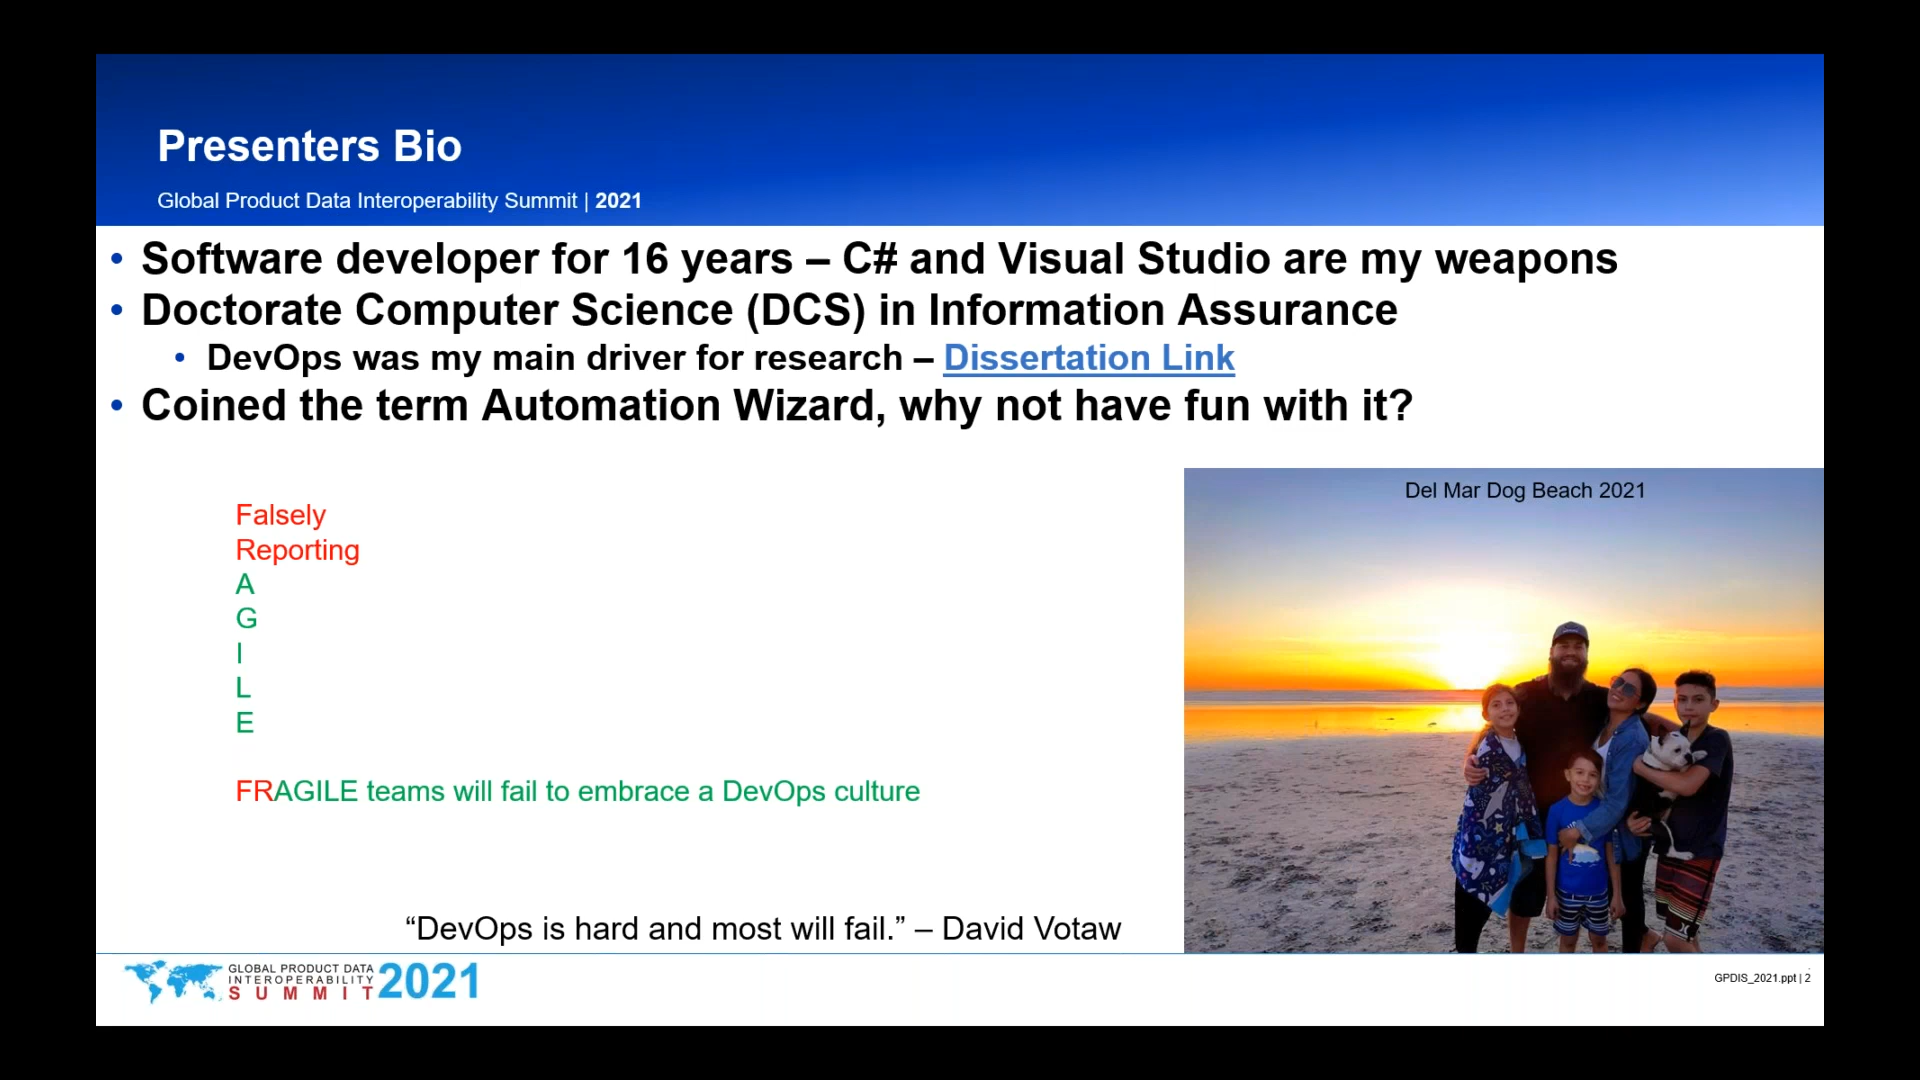 Presenters Bio
Global Product Data Interoperability Summit | 2021
• Software developer for 16 years – C# and Visual Studio are my weapons
• Doctorate Computer Science (DCS) in Information Assurance
• DevOps was my main driver for research – Dissertation Link
• Coined the term Automation Wizard, why not have fun with it?
Falsely
Reporting
A
G
I
L
E
FRAGILE teams will fail to embrace a DevOps culture
“DevOps is hard and most will fail.” – David Votaw
Del Mar Dog Beach 2021
GLOBAL PRODUCT DATA
INTEROPERABILITY
SUMMIT 2021
GPDIS_2021.ppt | 2